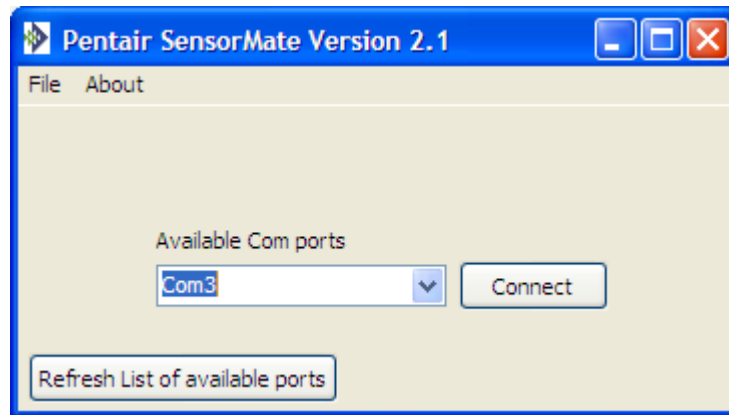 Pentair SensorMate Version 2.1
File About
Available Com ports
Com3 Connect
Refresh List of available ports